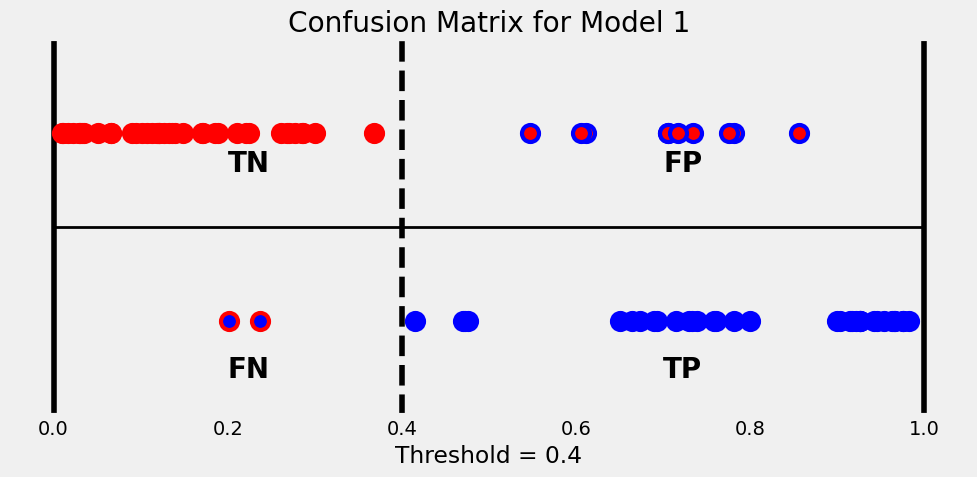 Confusion Matrix for Model 1
TN FP
FN TP
0.0 0.2 0.4 0.6 0.8 1.0
Threshold = 0.4